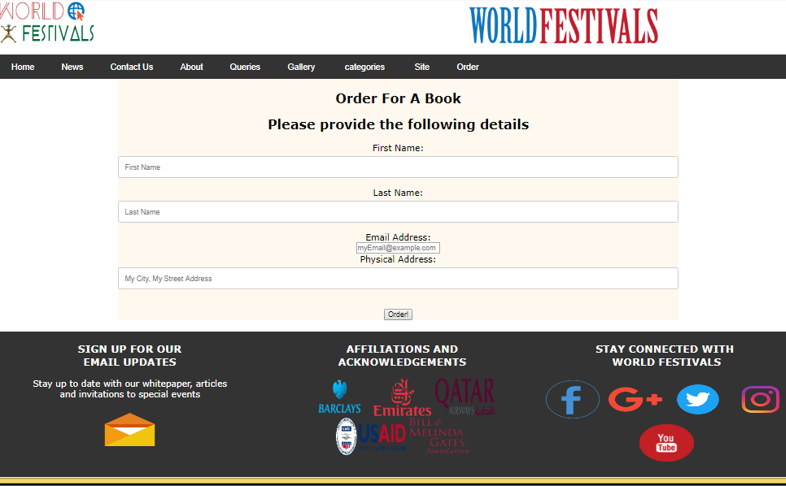 WORLD
FESTIVALS
WORLDFESTIVALS
Home News Contact Us About Queries Gallery categories Site Order
Order For A Book
Please provide the following details
First Name:
First Name
Last Name:
Last Name
Email Address:
myEmail@example.com
Physical Address:
My City, My Street Address
Order!
SIGN UP FOR OUR
EMAIL UPDATES
Stay up to date with our whitepaper, articles
and invitations to special events
AFFILIATIONS AND
ACKNOWLEDGEMENTS
BARCLAYS
Emirates
QATAR
AIRWAYS
USAID
BILL &
MELINDA
GATES
foundation
STAY CONNECTED WITH
WORLD FESTIVALS
f
G+
You
Tube